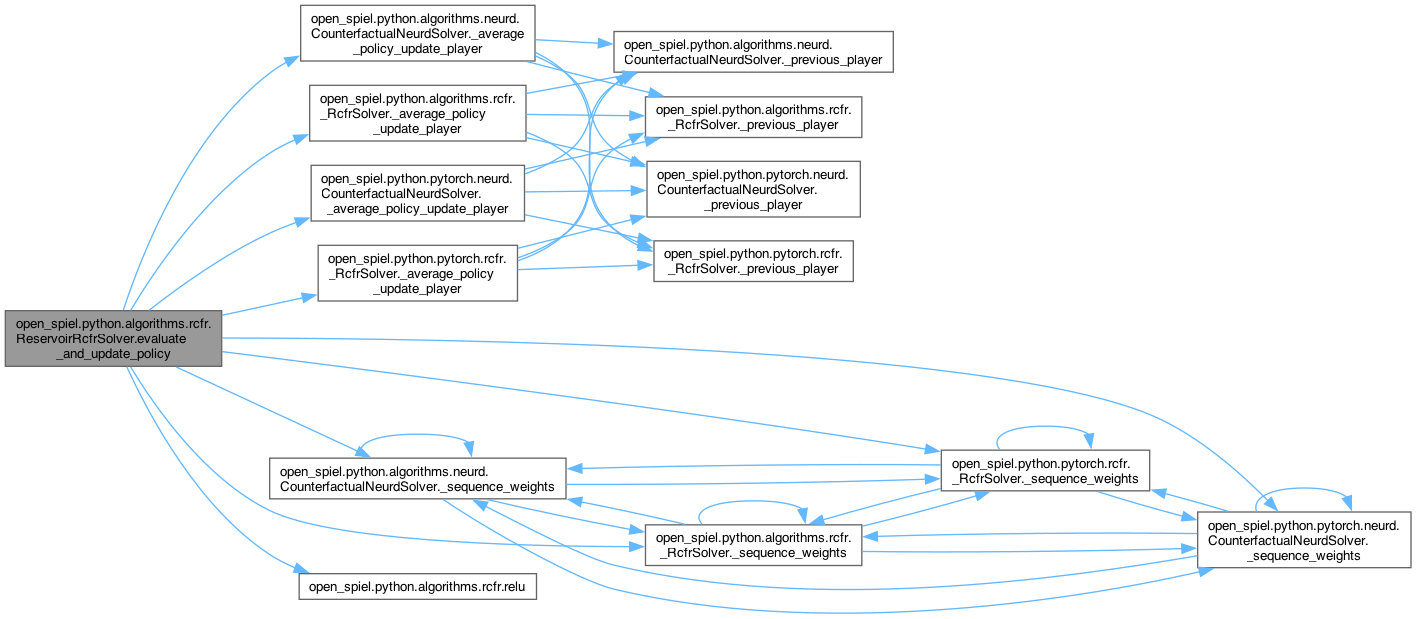 open_spiel.python.algorithms.neurd.
CounterfactualNeurdSolver._average
_policy_update_player
open_spiel.python.algorithms.rcfr.
_RcfrSolver._average_policy
_update_player
open_spiel.python.pytorch.neurd.
CounterfactualNeurdSolver.
_average_policy_update_player
open_spiel.python.pytorch.rcfr.
_RcfrSolver._average_policy
_update_player
open_spiel.python.algorithms.neurd.
CounterfactualNeurdSolver._previous_player
open_spiel.python.algorithms.rcfr.
_RcfrSolver._previous_player
open_spiel.python.pytorch.neurd.
CounterfactualNeurdSolver.
_previous_player
open_spiel.python.pytorch.rcfr.
_RcfrSolver._previous_player
open_spiel.python.algorithms.rcfr.
ReservoirRcfrSolver.evaluate
_and_update_policy
open_spiel.python.algorithms.neurd.
CounterfactualNeurdSolver._sequence_weights
open_spiel.python.algorithms.rcfr.
_RcfrSolver._sequence_weights
open_spiel.python.pytorch.rcfr.
_RcfrSolver._sequence_weights
open_spiel.python.pytorch.neurd.
CounterfactualNeurdSolver.
_sequence_weights
open_spiel.python.algorithms.rcfr.relu